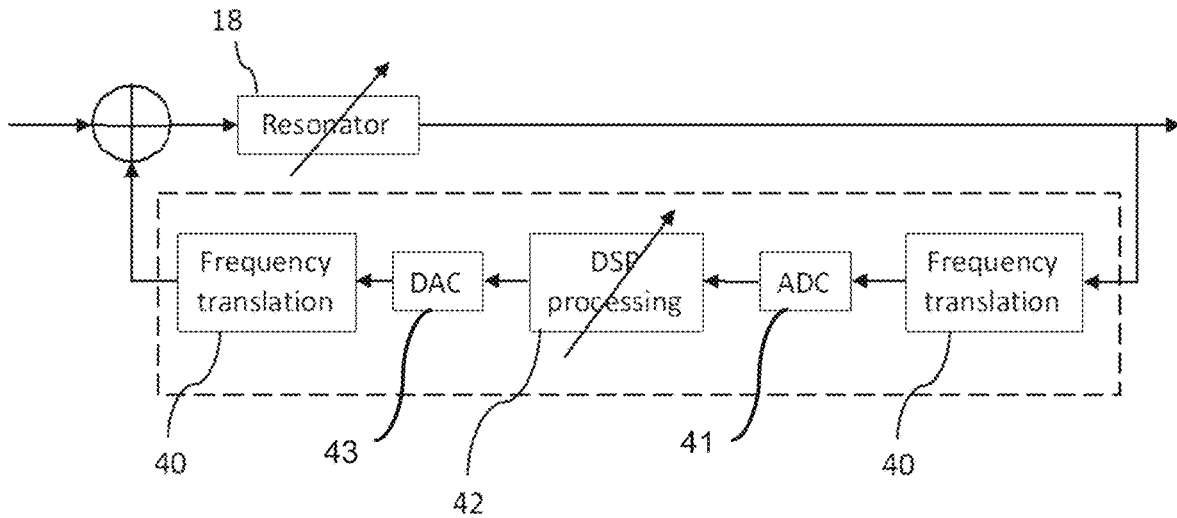 18
Resonator
Frequency
translation
DAC
DSP
processing
ADC
Frequency
translation
40
43
42
41
40